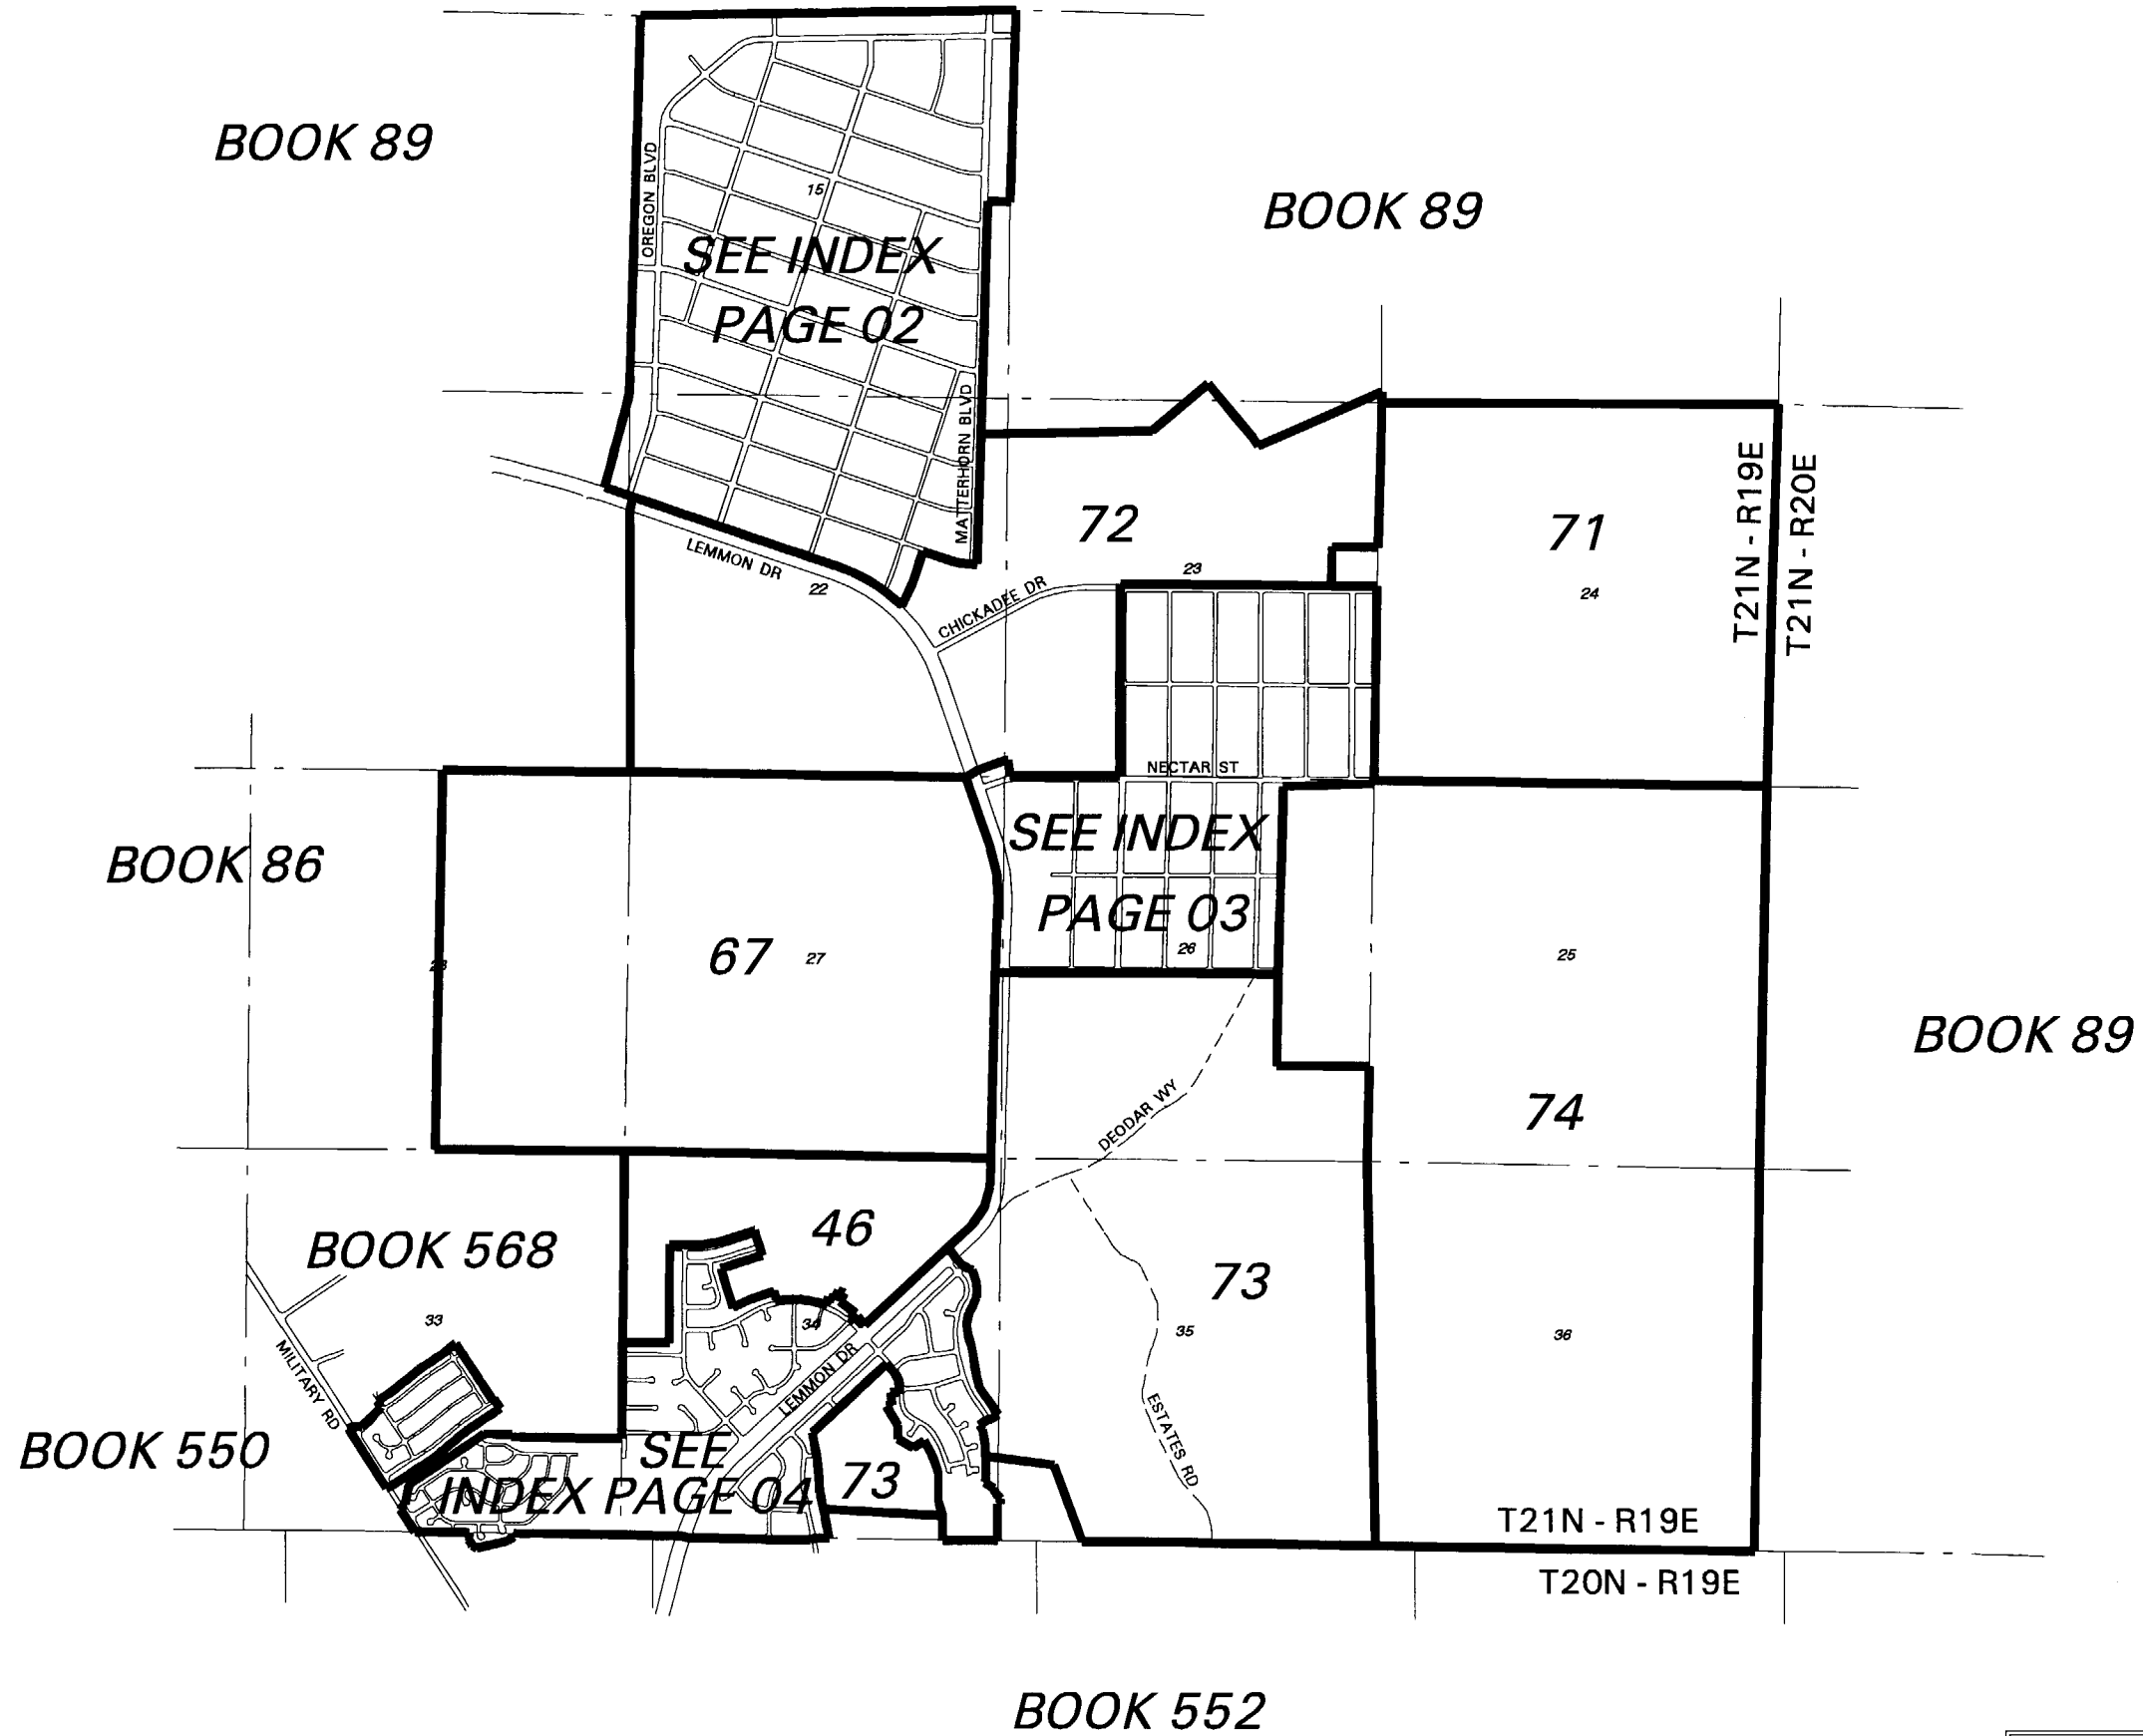 BOOK 89
OREGON BLVD
15
SEE INDEX
PAGE 02
BOOK 89
MATTERHORN BLVD
T21N - R19E
T21N - R20E
72
71
LEMMON DR
22
23
24
CHICKADEE DR
NECTAR ST
SEE INDEX
PAGE 03
26
BOOK 86
67
27
28
25
BOOK 89
DEODAR WY
74
BOOK 568
46
73
33
34
35
36
MILITARY RD
LEMMON DR
ESTATES RD
BOOK 550
SEE
INDEX PAGE 04
73
T21N - R19E
T20N - R19E
BOOK 552